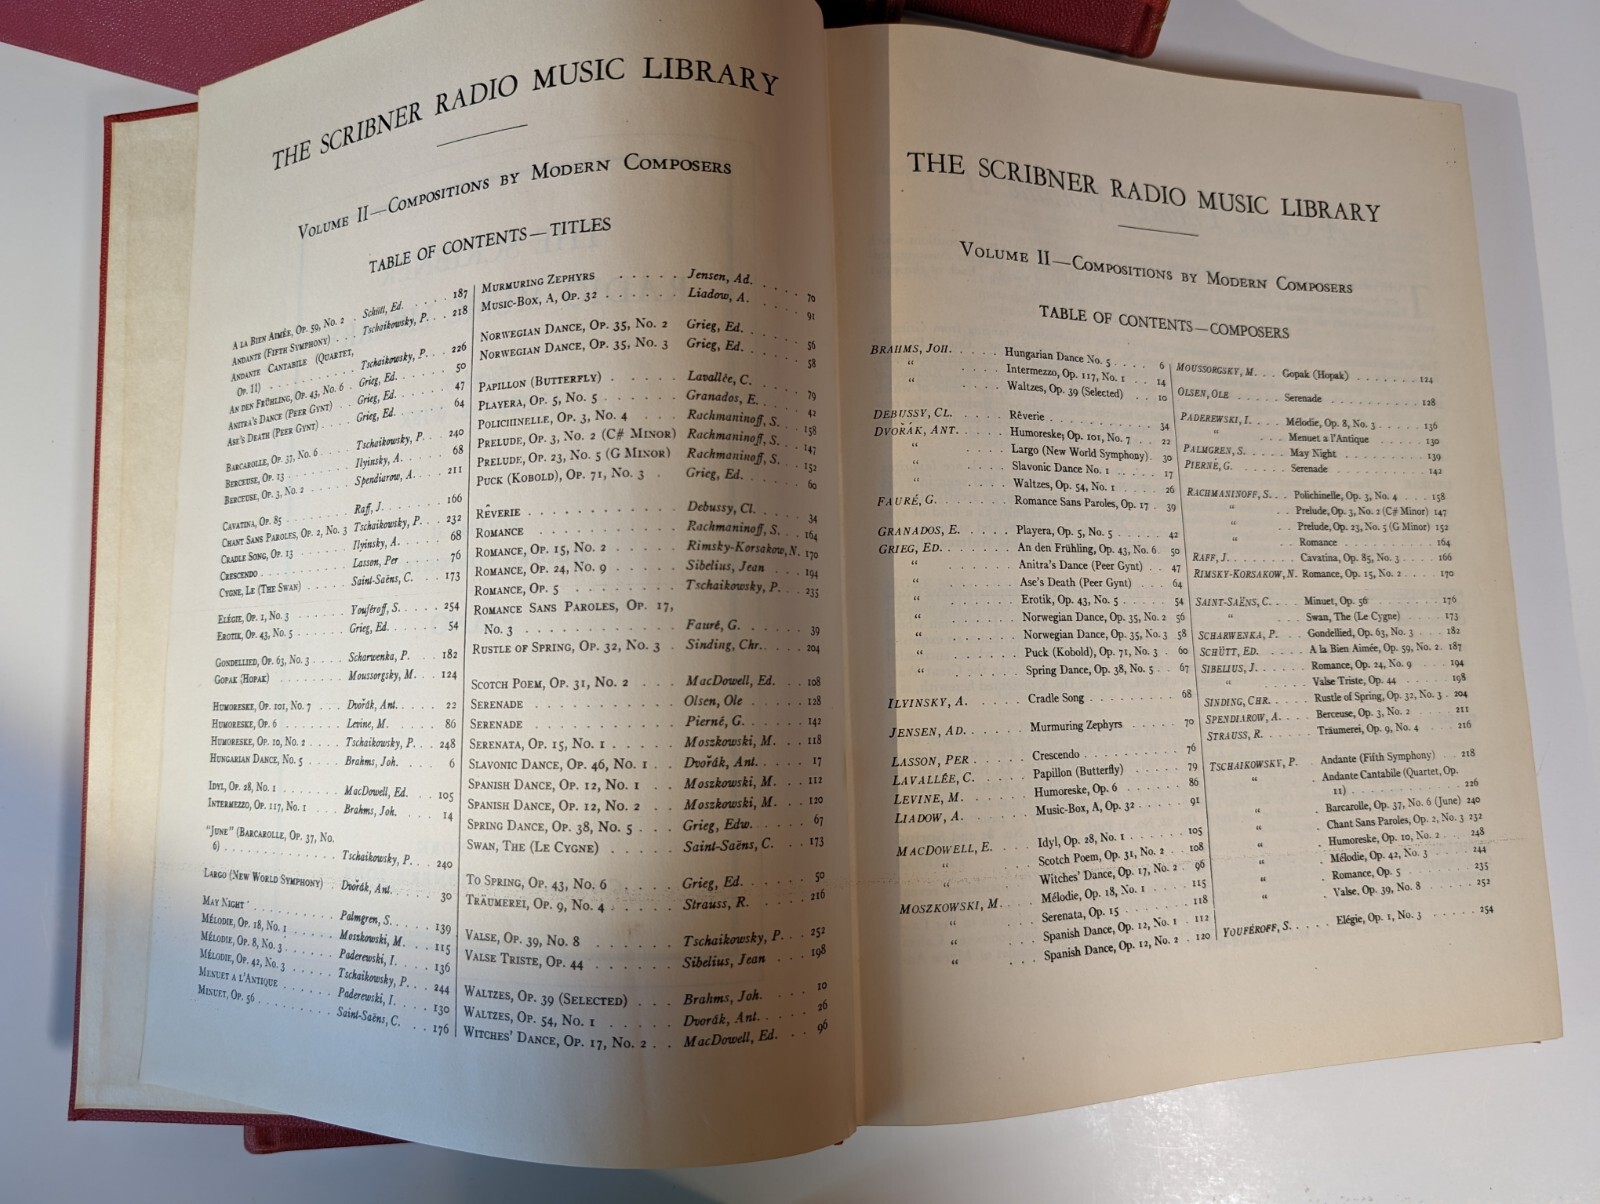 THE SCRIBNER RADIO MUSIC LIBRARY
VOLUME II—COMPOSITIONS BY MODERN COMPOSERS
TABLE OF CONTENTS—TITLES
A LA BIEN AIMÉE, OP. 59, NO. 2 . Schütt, Ed. . . . . 187
ANDANTE (FIFTH SYMPHONY) . . . Tschaikowsky, P. . . 218
ANDANTE CANTABILE (QUARTET,
OP. 11) . . . . . . . . . . Tschaikowsky, P. . . 226
AN DEN FRÜHLING, OP. 43, NO. 6 . Grieg, Ed. . . . . 50
ANITRA'S DANCE (PEER GYNT) . . Grieg, Ed. . . . . 47
ASE'S DEATH (PEER GYNT) . . . . Grieg, Ed. . . . . 64
BARCAROLLE, OP. 37, NO. 6 . . . Tschaikowsky, P. . . 240
BERCEUSE, OP. 13 . . . . . . . Ilyinsky, A. . . . . 68
BERCEUSE, OP. 3, NO. 2 . . . . Spendiarow, A. . . . 211
CAVATINA, OP. 85 . . . . . . . Raff, J. . . . . . 166
CHANT SANS PAROLES, OP. 2, NO. 3 Tschaikowsky, P. . . 232
CRADLE SONG, OP. 13 . . . . . . Ilyinsky, A. . . . . 68
CRESCENDO . . . . . . . . . . Lasson, Per . . . . 76
CYGNE, LE (THE SWAN) . . . . . Saint-Saëns, C. . . . 173
ELÉGIE, OP. 1, NO. 3 . . . . . Youféroff, S. . . . . 254
EROTIK, OP. 43, NO. 5 . . . . . Grieg, Ed. . . . . 54
GONDELLIED, OP. 63, NO. 3 . . . . Scharwenka, P. . . . 182
GOPAK (HOPAK) . . . . . . . . Moussorgsky, M. . . . 124
HUMORESKE, OP. 101, NO. 7 . . . Dvořák, Ant. . . . . 22
HUMORESKE, OP. 6 . . . . . . . Levine, M. . . . . . 86
HUMORESKE, OP. 10, NO. 2 . . . . Tschaikowsky, P. . . 248
HUNGARIAN DANCE, NO. 5 . . . . Brahms, Joh. . . . . 6
IDYL, OP. 28, NO. 1 . . . . . . MacDowell, Ed. . . . 105
INTERMEZZO, OP. 117, NO. 1 . . . Brahms, Joh. . . . . 14
"JUNE" (BARCAROLLE, OP. 37, NO.
6) . . . . . . . . . . . . Tschaikowsky, P. . . 240
LARGO (NEW WORLD SYMPHONY) . Dvořák, Ant. . . . . 30
MAY NIGHT . . . . . . . . . . Palmgren, S. . . . . 139
MÉLODIE, OP. 18, NO. 1 . . . . . Moszkowski, M. . . . 115
MÉLODIE, OP. 8, NO. 3 . . . . . Paderewski, I. . . . 136
MÉLODIE, OP. 42, NO. 3 . . . . . Tschaikowsky, P. . . 244
MENUET A L'ANTIQUE . . . . . . Paderewski, I. . . . 130
MINUET, OP. 56 . . . . . . . . Saint-Saëns, C. . . . 176
MURMURING ZEPHYRS . . . . . Jensen, Ad. . . . . 70
MUSIC-BOX, A, OP. 32 . . . . . . Liadow, A. . . . . 91
NORWEGIAN DANCE, OP. 35, NO. 2 Grieg, Ed. . . . . 56
NORWEGIAN DANCE, OP. 35, NO. 3 Grieg, Ed. . . . . 58
PAPILLON (BUTTERFLY) . . . . . Lavallée, C. . . . . 79
PLAYERA, OP. 5, NO. 5 . . . . . Granados, E. . . . . 42
POLICHINELLE, OP. 3, NO. 4 . . . Rachmaninoff, S. . . . 158
PRELUDE, OP. 3, NO. 2 (C# MINOR) Rachmaninoff, S. . . . 147
PRELUDE, OP. 23, NO. 5 (G MINOR) Rachmaninoff, S. . . . 152
PUCK (KOBOLD), OP. 71, NO. 3 . Grieg, Ed. . . . . 60
RÊVERIE . . . . . . . . . . Debussy, Cl. . . . . 34
ROMANCE . . . . . . . . . . Rachmaninoff, S. . . . 164
ROMANCE, OP. 15, NO. 2 . . . . . Rimsky-Korsakow, N. . 170
ROMANCE, OP. 24, NO. 9 . . . . . Sibelius, Jean . . . . 194
ROMANCE, OP. 5 . . . . . . . . Tschaikowsky, P. . . . 235
ROMANCE SANS PAROLES, OP. 17,
NO. 3 . . . . . . . . . . . Fauré, G. . . . . . 39
RUSTLE OF SPRING, OP. 32, NO. 3 . Sinding, Chr. . . . . 204
SCOTCH POEM, OP. 31, NO. 2 . . . MacDowell, Ed. . . . 108
SERENADE . . . . . . . . . . Olsen, Ole . . . . . 128
SERENADE . . . . . . . . . . Pierné, G. . . . . . 142
SERENATA, OP. 15, NO. 1 . . . . . Moszkowski, M. . . . 118
SLAVONIC DANCE, OP. 46, NO. 1 . . Dvořák, Ant. . . . . 17
SPANISH DANCE, OP. 12, NO. 1 . . . Moszkowski, M. . . . 112
SPANISH DANCE, OP. 12, NO. 2 . . . Moszkowski, M. . . . 120
SPRING DANCE, OP. 38, NO. 5 . . . Grieg, Edw. . . . . 67
SWAN, THE (LE CYGNE) . . . . . Saint-Saëns, C. . . . 173
TO SPRING, OP. 43, NO. 6 . . . . Grieg, Ed. . . . . 50
TRÄUMEREI, OP. 9, NO. 4 . . . . . Strauss, R. . . . . 216
VALSE, OP. 39, NO. 8 . . . . . . Tschaikowsky, P. . . . 252
VALSE TRISTE, OP. 44 . . . . . . Sibelius, Jean . . . . 198
WALTZES, OP. 39 (SELECTED) . . . Brahms, Joh. . . . . 10
WALTZES, OP. 54, NO. 1 . . . . . Dvořák, Ant. . . . . 26
WITCHES' DANCE, OP. 17, NO. 2 . . MacDowell, Ed. . . . 96
THE SCRIBNER RADIO MUSIC LIBRARY
VOLUME II—COMPOSITIONS BY MODERN COMPOSERS
TABLE OF CONTENTS—COMPOSERS
BRAHMS, JOH. . . . . Hungarian Dance No. 5 . . . . . 6
" . . . . . Intermezzo, Op. 117, No. 1 . . . 14
" . . . . . Waltzes, Op. 39 (Selected) . . . 10
DEBUSSY, CL. . . . . Rêverie . . . . . . . . . 34
DVOŘÁK, ANT. . . . . Humoreske, Op. 101, No. 7 . . . 22
" . . . . . Largo (New World Symphony) . 30
" . . . . . Slavonic Dance No. 1 . . . . . 17
" . . . . . Waltzes, Op. 54, No. 1 . . . . . 26
FAURÉ, G. . . . . . Romance Sans Paroles, Op. 17 . 39
GRANADOS, E. . . . . Playera, Op. 5, No. 5 . . . . . 42
GRIEG, ED. . . . . . An den Frühling, Op. 43, No. 6 . 50
" . . . . . Anitra's Dance (Peer Gynt) . . 47
" . . . . . Ase's Death (Peer Gynt) . . . . 64
" . . . . . Erotik, Op. 43, No. 5 . . . . . 54
" . . . . . Norwegian Dance, Op. 35, No. 2 56
" . . . . . Norwegian Dance, Op. 35, No. 3 58
" . . . . . Puck (Kobold), Op. 71, No. 3 . 60
" . . . . . Spring Dance, Op. 38, No. 5 . . 67
ILYINSKY, A. . . . . Cradle Song . . . . . . . . 68
JENSEN, AD. . . . . . Murmuring Zephyrs . . . . . 70
LASSON, PER . . . . . Crescendo . . . . . . . . . 76
LAVALLÉE, C. . . . . Papillon (Butterfly) . . . . . 79
LEVINE, M. . . . . . Humoreske, Op. 6 . . . . . . 86
LIADOW, A. . . . . . Music-Box, A, Op. 32 . . . . . 91
MACDOWELL, E. . . . Idyl, Op. 28, No. 1 . . . . . . 105
" . . . . Scotch Poem, Op. 31, No. 2 . . 108
" . . . . Witches' Dance, Op. 17, No. 2 . 96
MOSZKOWSKI, M. . . . Mélodie, Op. 18, No. 1 . . . . . 115
" . . . . Serenata, Op. 15 . . . . . . . 118
" . . . . Spanish Dance, Op. 12, No. 1 . . 112
" . . . Spanish Dance, Op. 12, No. 2 . . 120
MOUSSORGSKY, M. . . . Gopak (Hopak) . . . . . . . 124
OLSEN, OLE . . . . . Serenade . . . . . . . . . . 128
PADEREWSKI, I. . . . . Mélodie, Op. 8, No. 3 . . . . . 136
" . . . . Menuet a l'Antique . . . . . . 130
PALMGREN, S. . . . . May Night . . . . . . . . . 139
PIERNÉ, G. . . . . . Serenade . . . . . . . . . . 142
RACHMANINOFF, S. . . . Polichinelle, Op. 3, No. 4 . . . 158
" . . . Prelude, Op. 3, No. 2 (C# Minor) 147
" . . . Prelude, Op. 23, No. 5 (G Minor) 152
" . . . Romance . . . . . . . . . . 164
RAFF, J. . . . . . . Cavatina, Op. 85, No. 3 . . . . 166
RIMSKY-KORSAKOW, N. Romance, Op. 15, No. 2 . . . . 170
SAINT-SAËNS, C. . . . Minuet, Op. 56 . . . . . . . . 176
" . . . . Swan, The (Le Cygne) . . . . . 173
SCHARWENKA, P. . . . Gondellied, Op. 63, No. 3 . . . 182
SCHÜTT, ED. . . . . . A la Bien Aimée, Op. 59, No. 2 . 187
SIBELIUS, J. . . . . . Romance, Op. 24, No. 9 . . . . 194
" . . . . . Valse Triste, Op. 44 . . . . . . 198
SINDING, CHR. . . . . Rustle of Spring, Op. 32, No. 3 . 204
SPENDIAROW, A. . . . Berceuse, Op. 3, No. 2 . . . . . 211
STRAUSS, R. . . . . . Träumerei, Op. 9, No. 4 . . . . 216
TSCHAIKOWSKY, P. . . Andante (Fifth Symphony) . . . 218
" . . Andante Cantabile (Quartet, Op.
11) . . . . . . . . . . . 226
" . . Barcarolle, Op. 37, No. 6 (June) 240
" . . Chant Sans Paroles, Op. 2, No. 3 232
" . . Humoreske, Op. 10, No. 2 . . . 248
" . . Mélodie, Op. 42, No. 3 . . . . . 244
" . . Romance, Op. 5 . . . . . . . 235
" . . Valse, Op. 39, No. 8 . . . . . . 252
YOUFÉROFF, S. . . . . Elégie, Op. 1, No. 3 . . . . . . 254